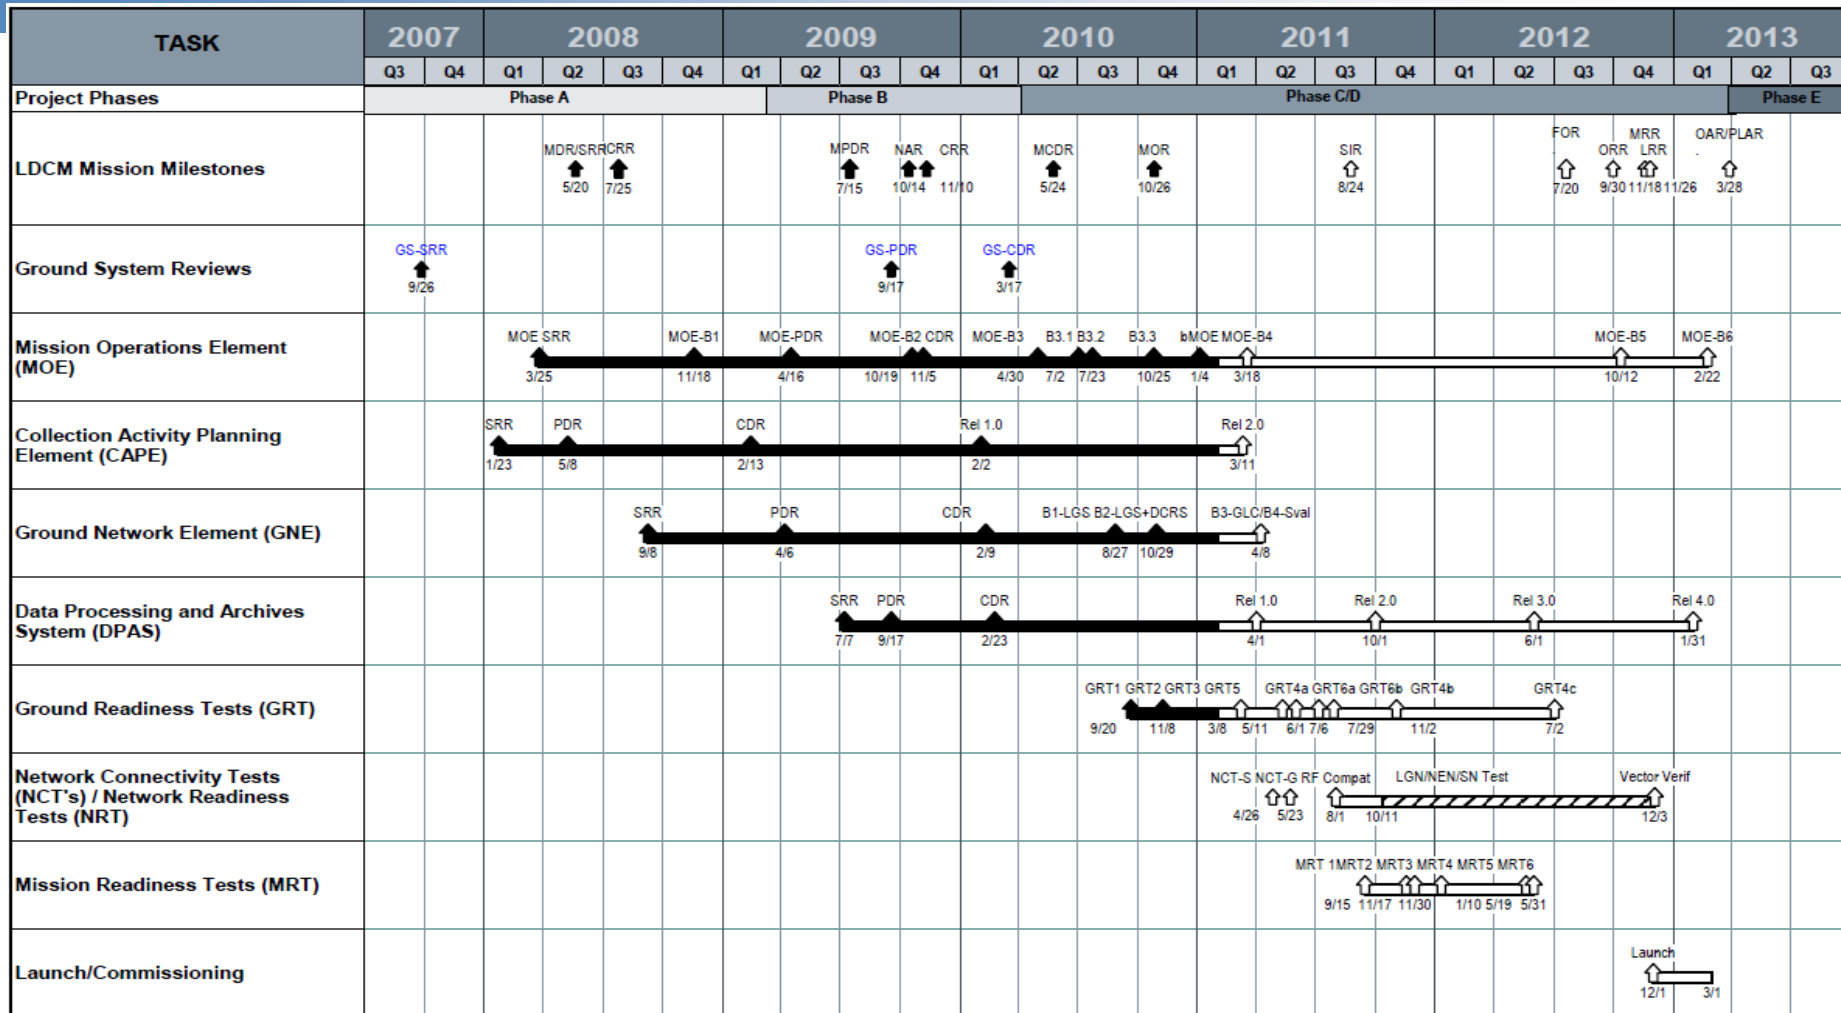 TASK 2007 2008 2009 2010 2011 2012 2013
Q3 Q4 Q1 Q2 Q3 Q4 Q1 Q2 Q3 Q4 Q1 Q2 Q3 Q4 Q1 Q2 Q3 Q4 Q1 Q2 Q3 Q4 Q1 Q2 Q3
Project Phases Phase A Phase B Phase C/D Phase E
LDCM Mission Milestones
MDR/SRR CRR MPDR NAR CRR MCDR MOR SIR FOR ORR MRR LRR OAR/PLAR
5/20 7/25 7/15 10/14 11/10 5/24 10/26 8/24 7/20 9/30 11/18 11/26 3/28
Ground System Reviews
GS-SRR GS-PDR GS-CDR
9/26 9/17 3/17
Mission Operations Element
(MOE)
MOE SRR MOE-B1 MOE-PDR MOE-B2 CDR MOE-B3 B3.1 B3.2 B3.3 bMOE MOE-B4 MOE-B5 MOE-B6
3/25 11/18 4/16 10/19 11/5 4/30 7/2 7/23 10/25 1/4 3/18 10/12 2/22
Collection Activity Planning
Element (CAPE)
SRR PDR CDR Rel 1.0 Rel 2.0
1/23 5/8 2/13 2/2 3/11
Ground Network Element (GNE)
SRR PDR CDR B1-LGS B2-LGS+DCRS B3-GLC/B4-Sval
9/8 4/6 2/9 8/27 10/29 4/8
Data Processing and Archives
System (DPAS)
SRR PDR CDR Rel 1.0 Rel 2.0 Rel 3.0 Rel 4.0
7/7 9/17 2/23 4/1 10/1 6/1 1/31
Ground Readiness Tests (GRT)
GRT1 GRT2 GRT3 GRT5 GRT4a GRT6a GRT6b GRT4b GRT4c
9/20 11/8 3/8 5/11 6/1 7/6 7/29 11/2 7/2
Network Connectivity Tests
(NCT's) / Network Readiness
Tests (NRT)
NCT-S NCT-G RF Compat LGN/NEN/SN Test Vector Verif
4/26 5/23 8/1 10/11 12/3
Mission Readiness Tests (MRT)
MRT 1 MRT2 MRT3 MRT4 MRT5 MRT6
9/15 11/17 11/30 1/10 5/19 5/31
Launch/Commissioning
Launch
12/1 3/1